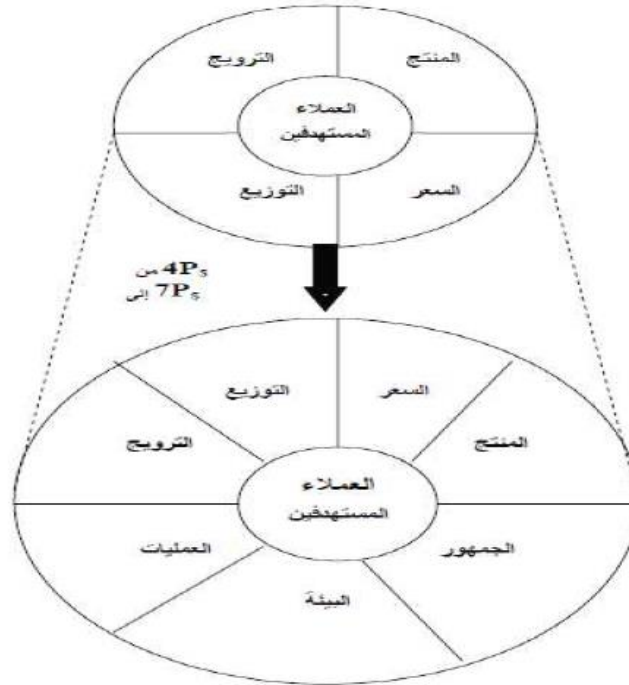 المنتج
الترويج
العملاء
المستهدفين
السعر
التوزيع
من 4Ps
إلى 7Ps
السعر
التوزيع
المنتج
الترويج
العملاء
المستهدفين
الجمهور
العمليات
البيئة